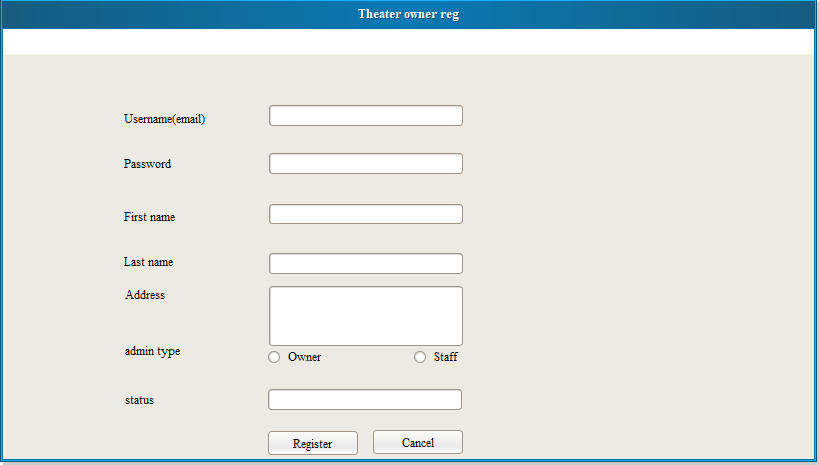 Theater owner reg
Username(email)
Password
First name
Last name
Address
admin type
Owner Staff
status
Register Cancel